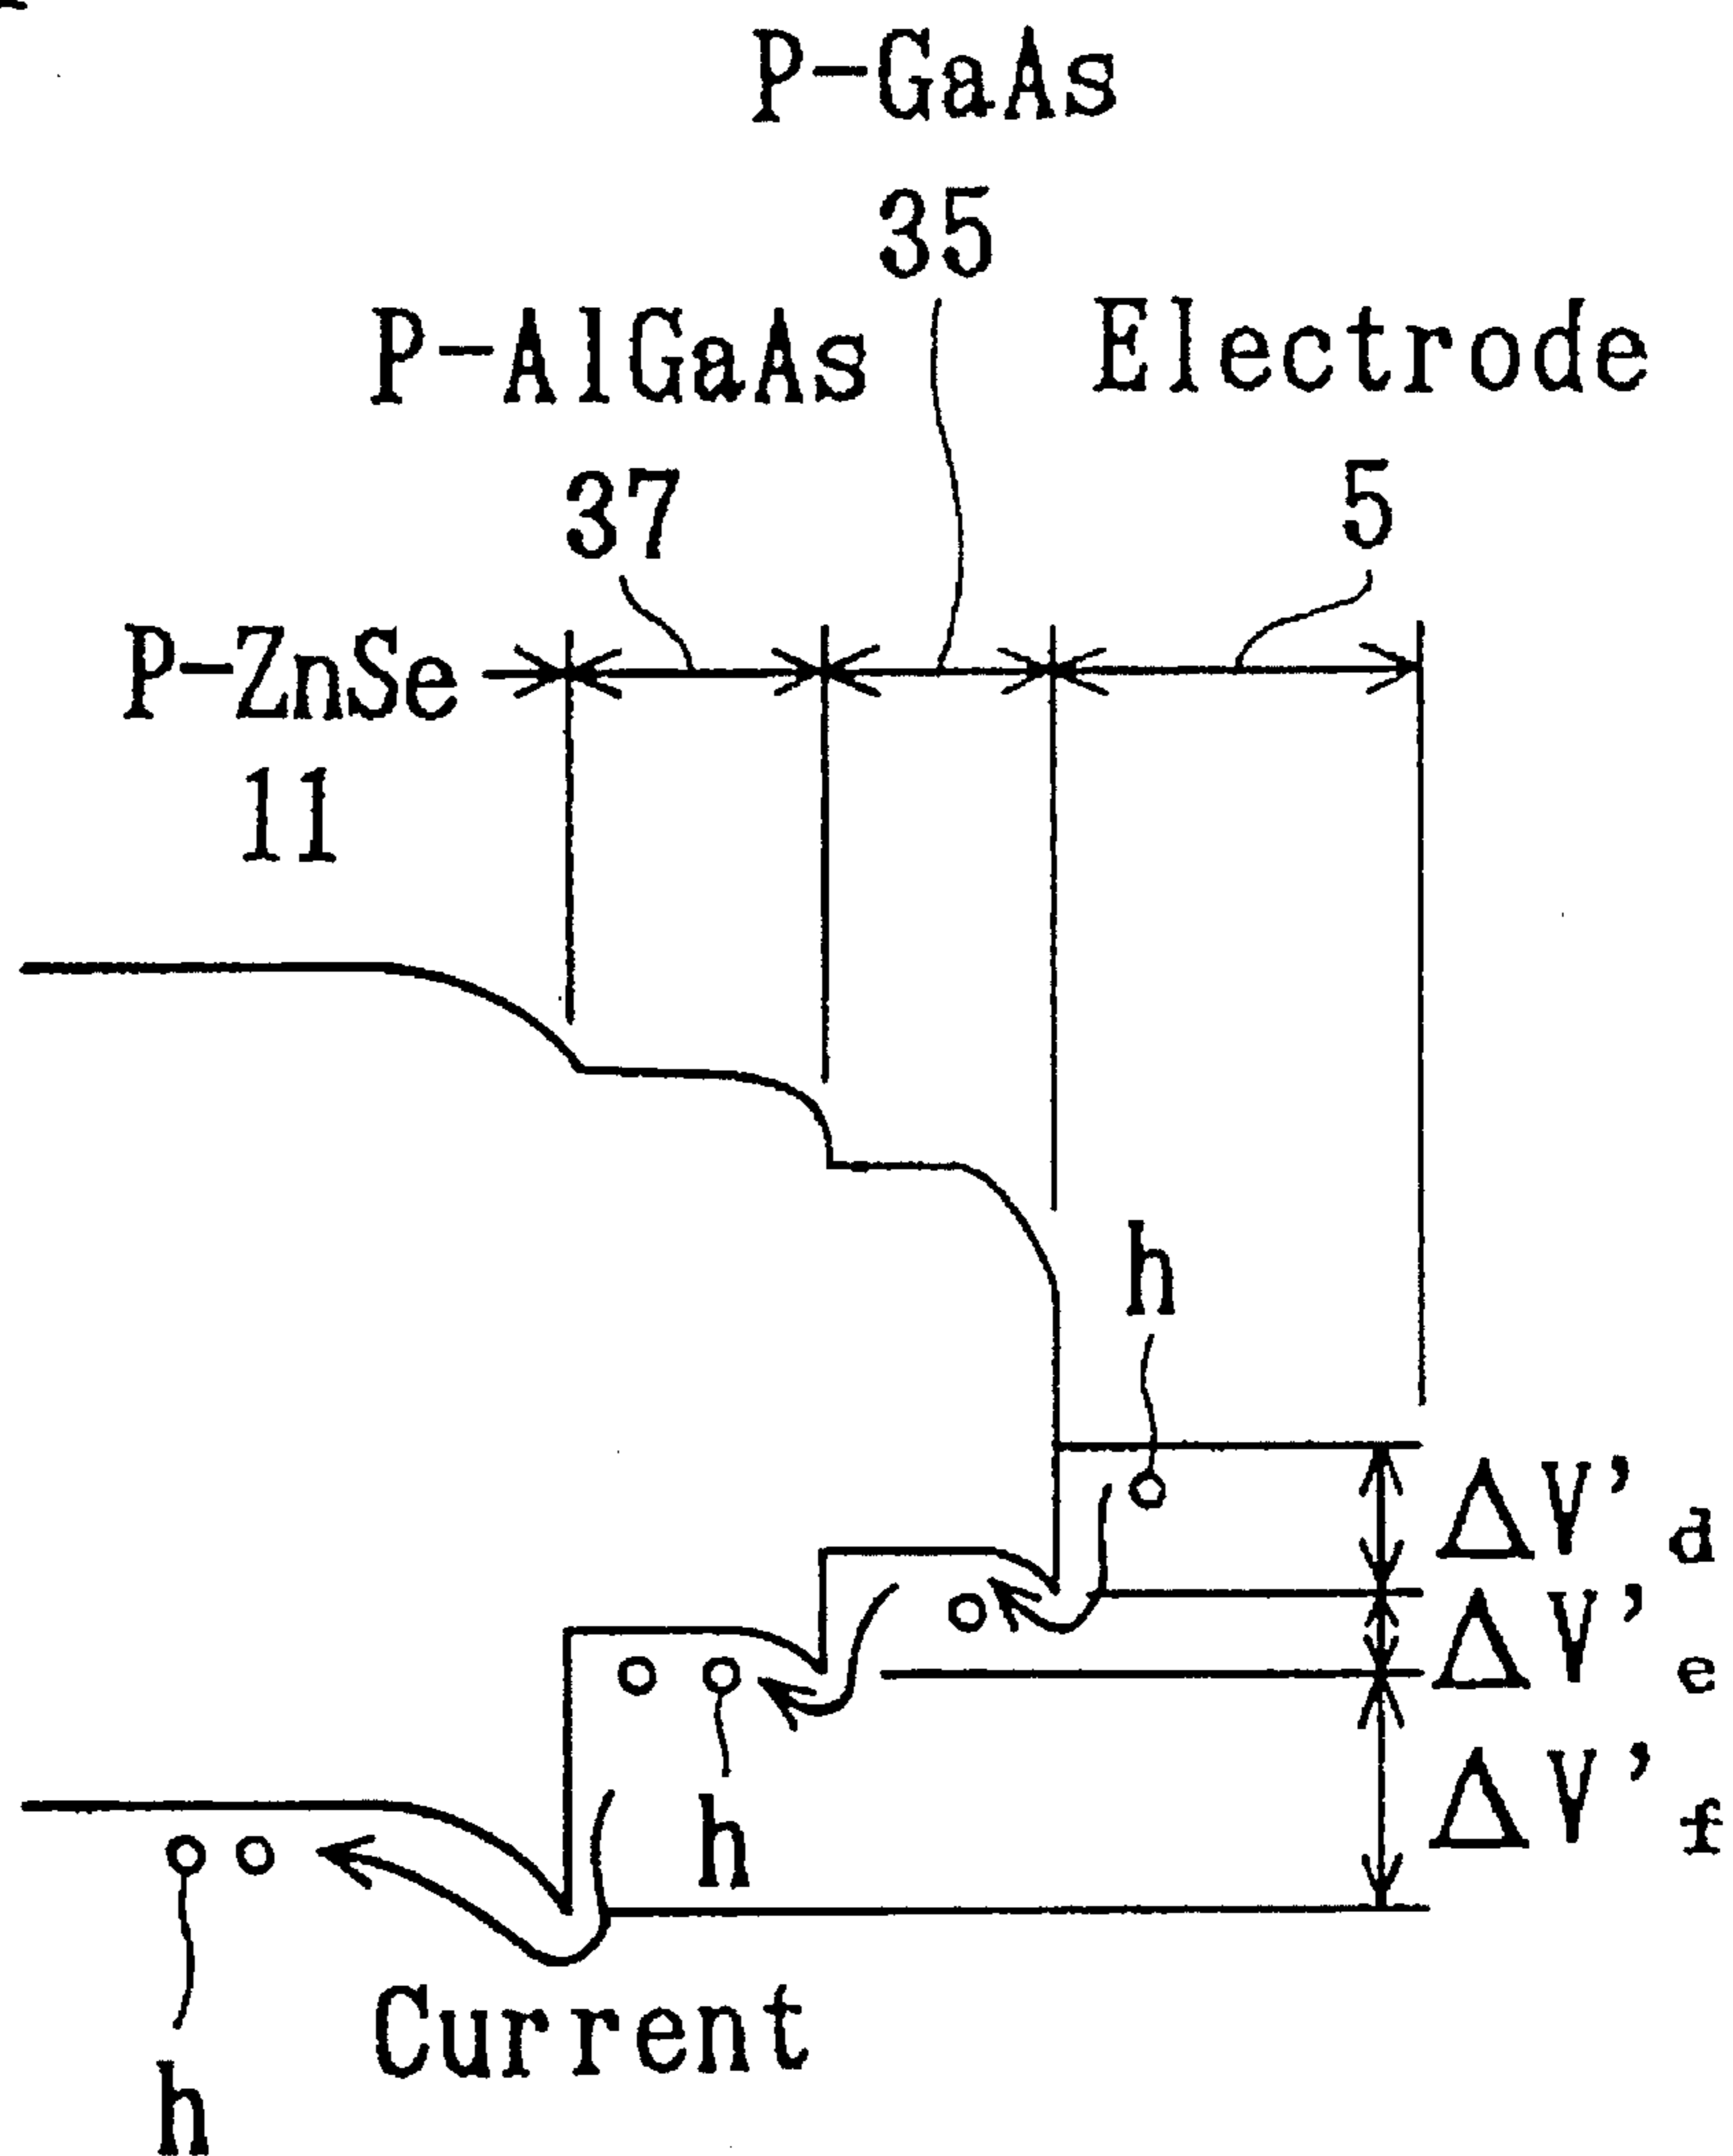 P-GaAs
35
P-AlGaAs
Electrode
37
5
P-ZnSe
11
h
ΔV'd
ΔV'e
ΔV'f
h
Current
h